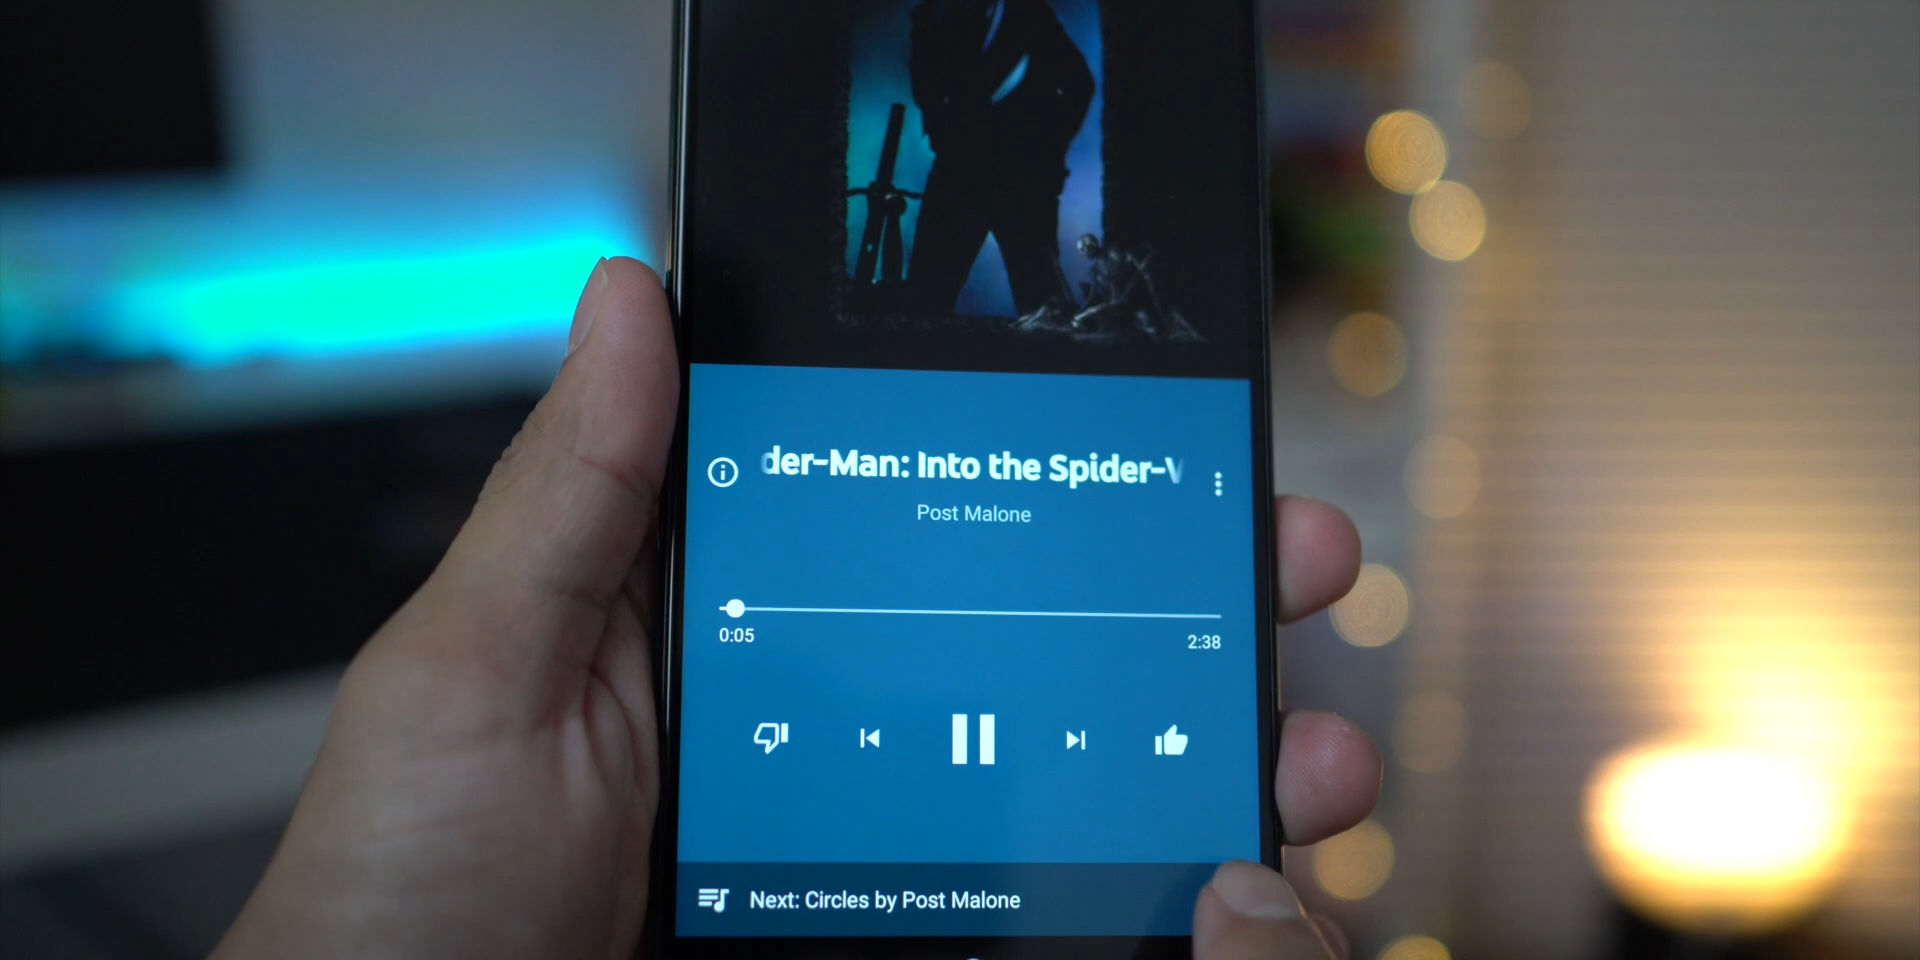 der-Man: Into the Spider-V
Post Malone
0:05
2:38
Next: Circles by Post Malone